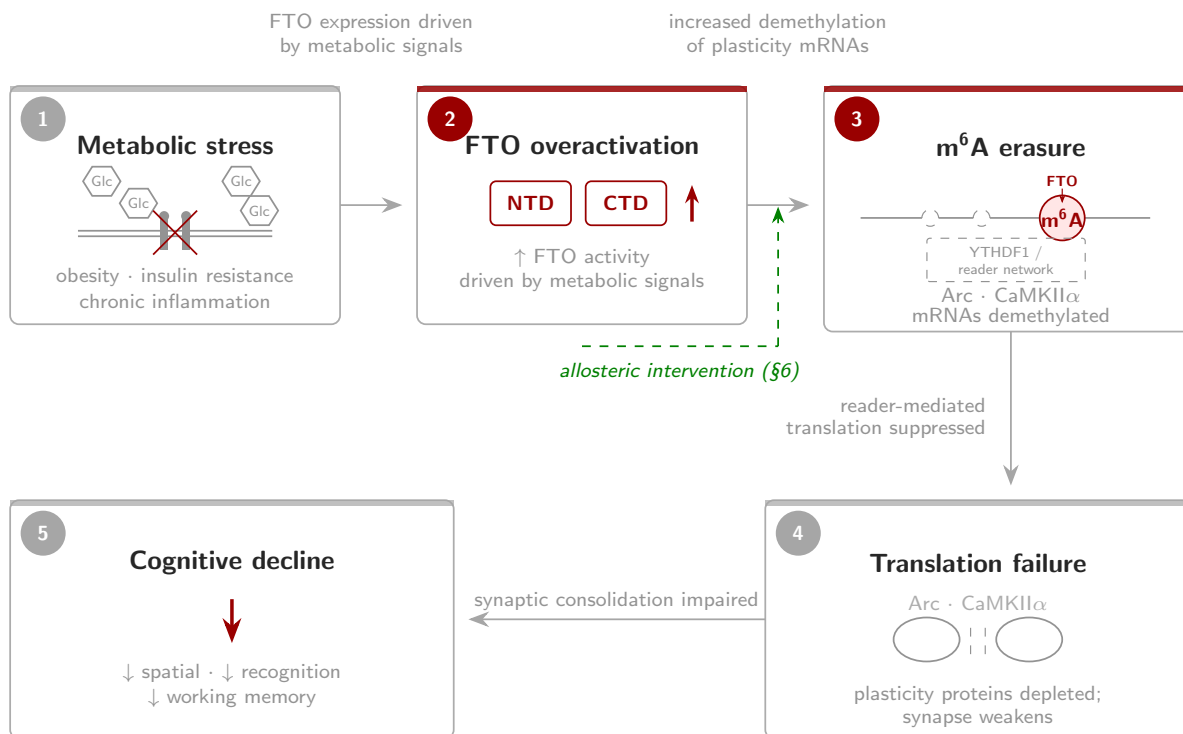 FTO expression driven
by metabolic signals
increased demethylation
of plasticity mRNAs
1
Metabolic stress
Glc
Glc
Glc
Glc
obesity · insulin resistance
chronic inflammation
2
FTO overactivation
NTD
CTD
↑ FTO activity
driven by metabolic signals
3
m⁶A erasure
FTO
m⁶A
YTHDF1 /
reader network
Arc · CaMKIIα
mRNAs demethylated
allosteric intervention (§6)
reader-mediated
translation suppressed
5
Cognitive decline
↓ spatial · ↓ recognition
↓ working memory
synaptic consolidation impaired
4
Translation failure
Arc · CaMKIIα
plasticity proteins depleted;
synapse weakens